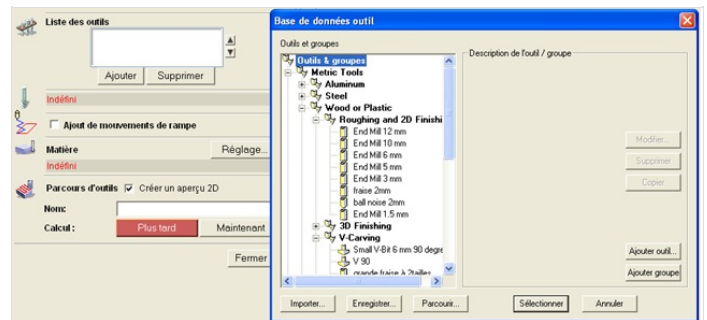 Liste des outils
Ajouter
Supprimer
Indéfini
Ajout de mouvements de rampe
Matière
Réglage...
Indéfini
Parcours d'outils
Créer un aperçu 2D
Nom:
Calcul :
Plus tard
Maintenant
Fermer
Base de données outil
Outils et groupes
Outils & groupes
Metric Tools
Aluminum
Steel
Wood or Plastic
Roughing and 2D Finishi
End Mill 12 mm
End Mill 10 mm
End Mill 6 mm
End Mill 5 mm
End Mill 3 mm
fraise 2mm
ball noise 2mm
End Mill 1.5 mm
3D Finishing
V-Carving
Small V-Bit 6 mm 90 degre
V 90
grande fraise à 2tailles
Description de l'outil / groupe
Modifier...
Supprimer
Copier
Ajouter outil...
Ajouter groupe
Importer...
Enregistrer...
Parcourir...
Sélectionner
Annuler